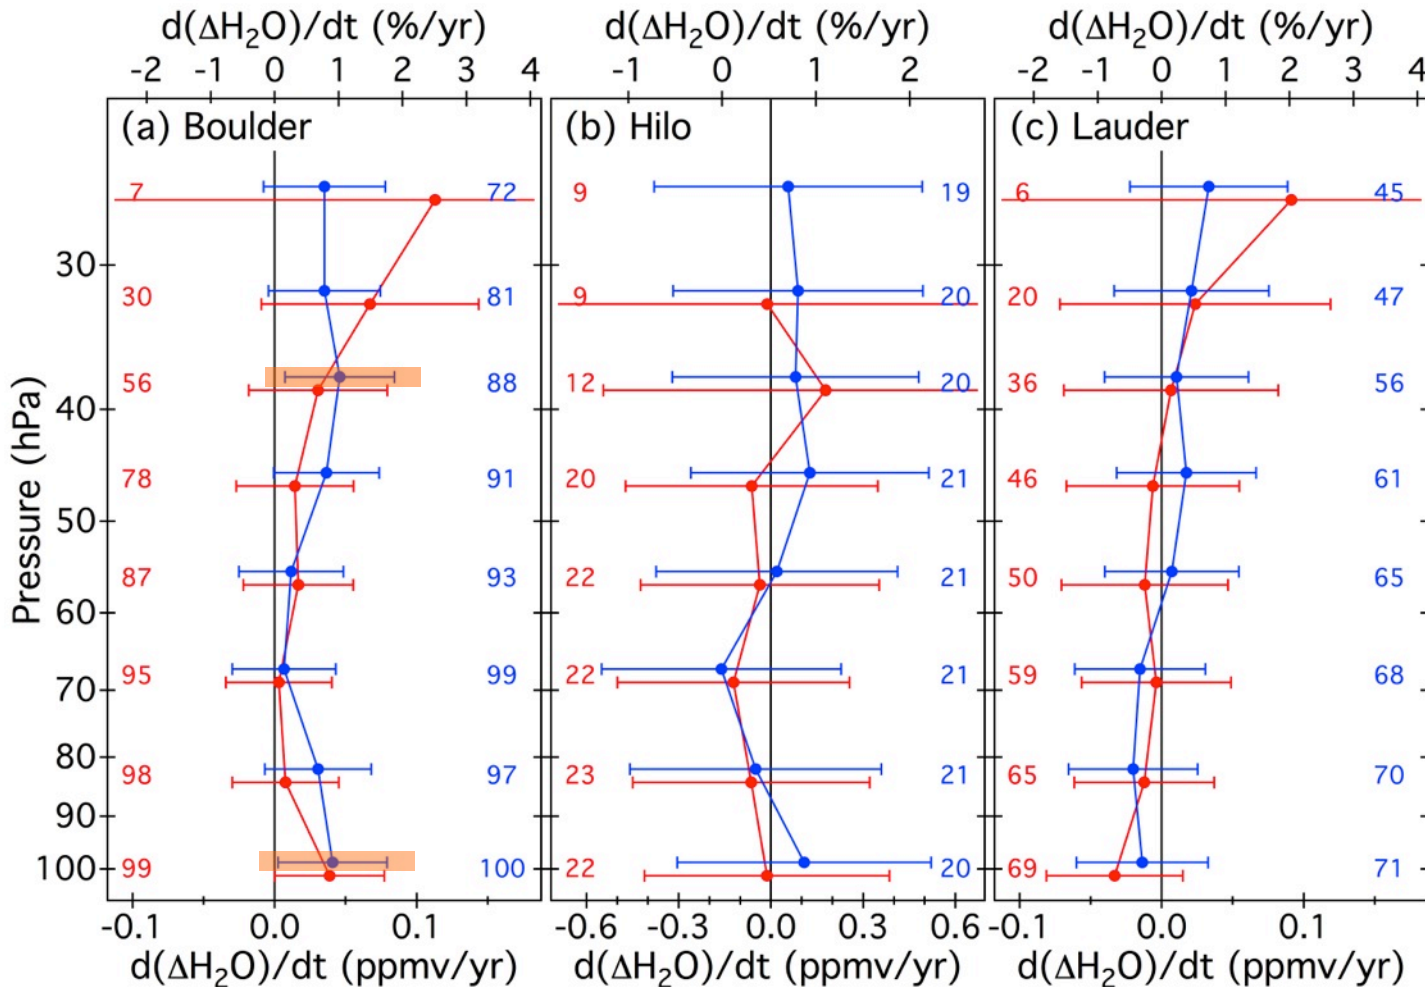 d(ΔH₂O)/dt (%/yr) d(ΔH₂O)/dt (%/yr) d(ΔH₂O)/dt (%/yr)
-2 -1 0 1 2 3 4 -1 0 1 2 -2 -1 0 1 2 3 4
(a) Boulder (b) Hilo (c) Lauder
7 72 9 19 6 45
30
30 81 9 20 20 47
56 88 12 20 36 56
40
78 91 20 21 46 61
50
87 93 22 21 50 65
60
95 99 22 21 59 68
70
80
98 97 23 21 65 70
90
100 99 100 22 20 69 71
Pressure (hPa)
-0.1 0.0 0.1 -0.6 -0.3 0.0 0.3 0.6 -0.1 0.0 0.1
d(ΔH₂O)/dt (ppmv/yr) d(ΔH₂O)/dt (ppmv/yr) d(ΔH₂O)/dt (ppmv/yr)